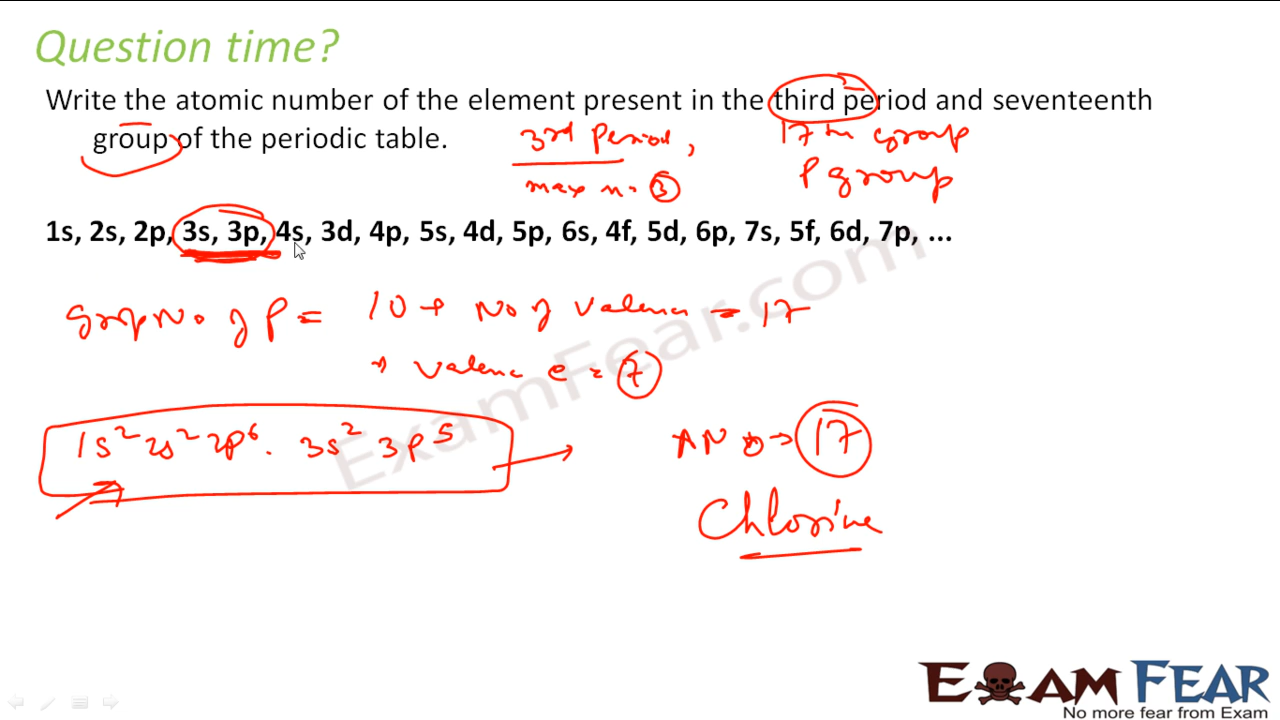 Question time?
Write the atomic number of the element present in the third period and seventeenth
group of the periodic table.
3rd Period, 17th group
max n = 3 P group
1s, 2s, 2p, 3s, 3p, 4s, 3d, 4p, 5s, 4d, 5p, 6s, 4f, 5d, 6p, 7s, 5f, 6d, 7p, ...
No of P = 10 + No of Valence = 17
→ Valenc e = 7
1s² 2s² 2p⁶ . 3s² 3p⁵ → 17
Chlorine
ExamFear.com
EXAM FEAR
No more fear from Exam